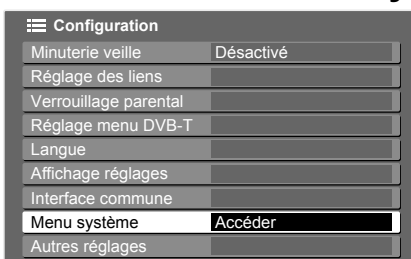 Configuration
Minuterie veille Désactivé
Réglage des liens
Verrouillage parental
Réglage menu DVB-T
Langue
Affichage réglages
Interface commune
Menu système Accéder
Autres réglages